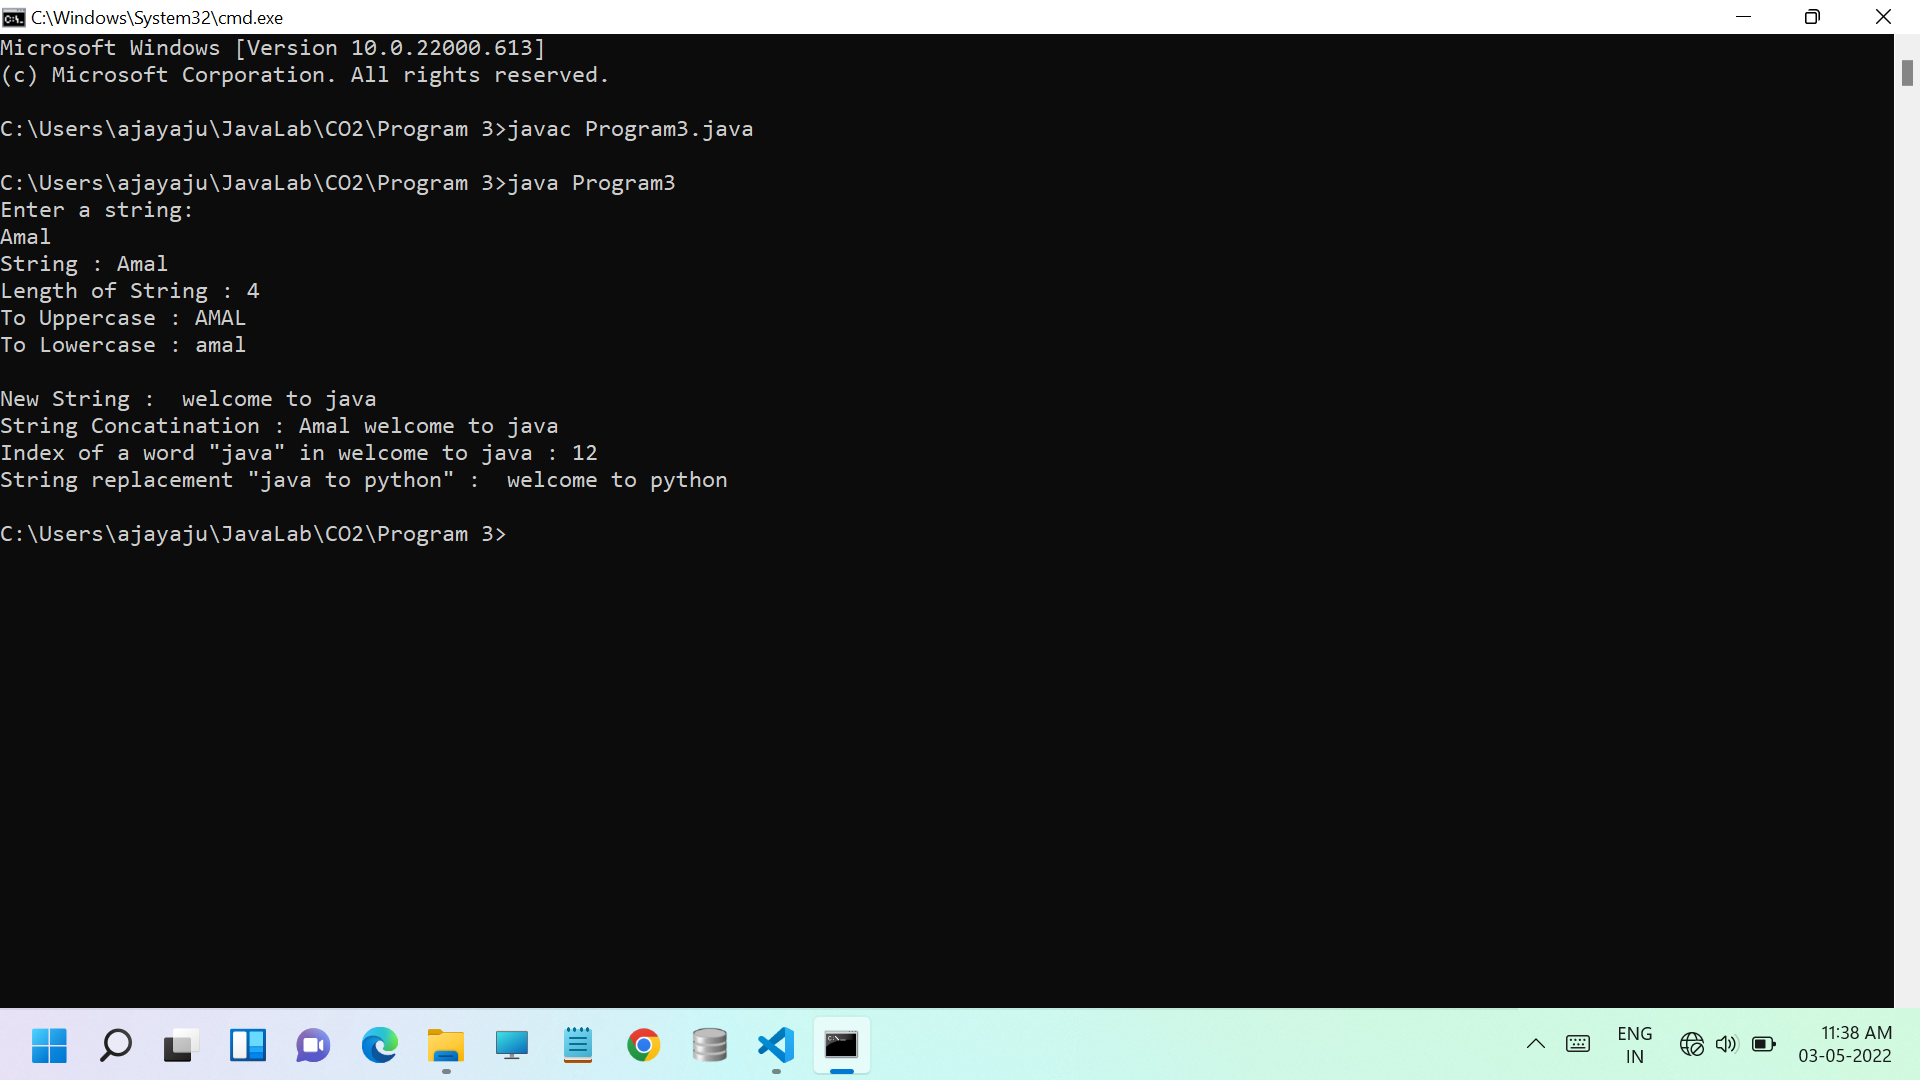 C:\Windows\System32\cmd.exe
Microsoft Windows [Version 10.0.22000.613]
(c) Microsoft Corporation. All rights reserved.
C:\Users\ajayaju\JavaLab\CO2\Program 3>javac Program3.java
C:\Users\ajayaju\JavaLab\CO2\Program 3>java Program3
Enter a string:
Amal
String : Amal
Length of String : 4
To Uppercase : AMAL
To Lowercase : amal
New String :  welcome to java
String Concatination : Amal welcome to java
Index of a word "java" in welcome to java : 12
String replacement "java to python" :  welcome to python
C:\Users\ajayaju\JavaLab\CO2\Program 3>
ENG
IN
11:38 AM
03-05-2022